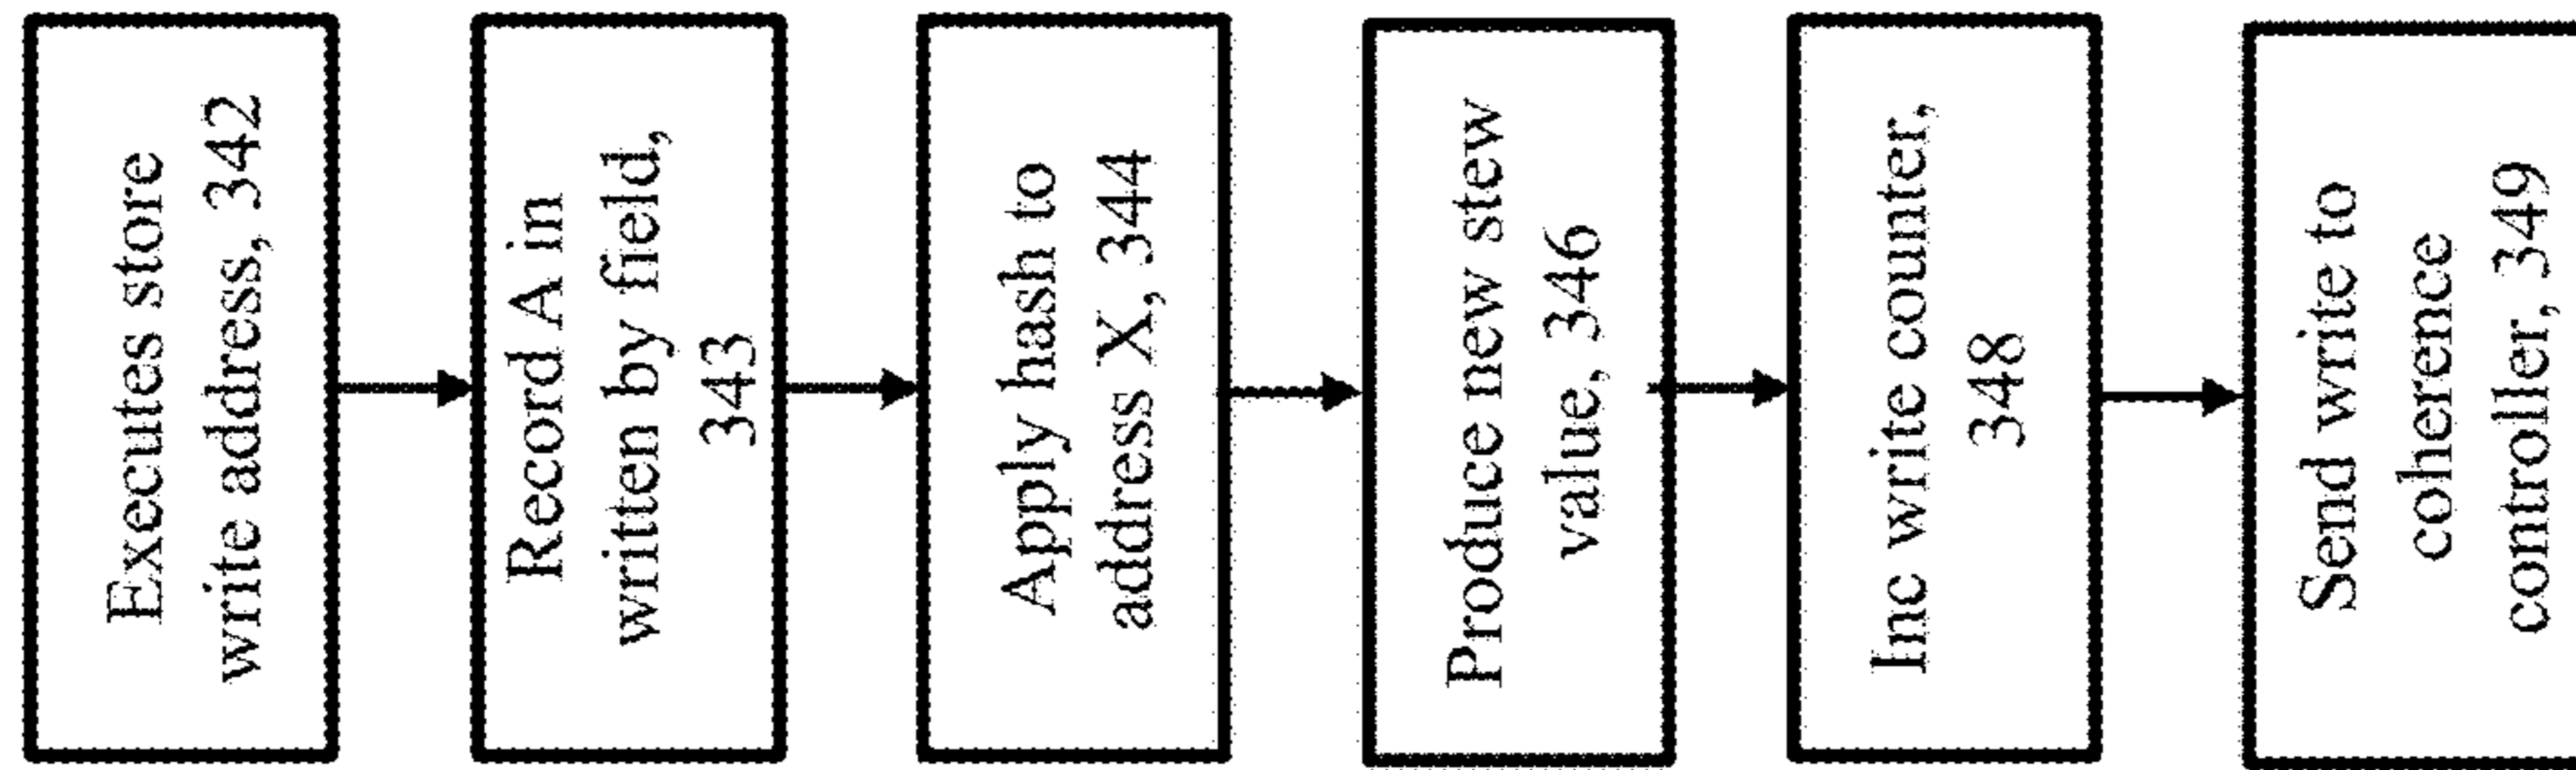 Executes store
write address, 342
Record A in
written by field,
343
Apply hash to
address X, 344
Produce new stew
value, 346
Inc write counter,
348
Send write to
coherence
controller, 349